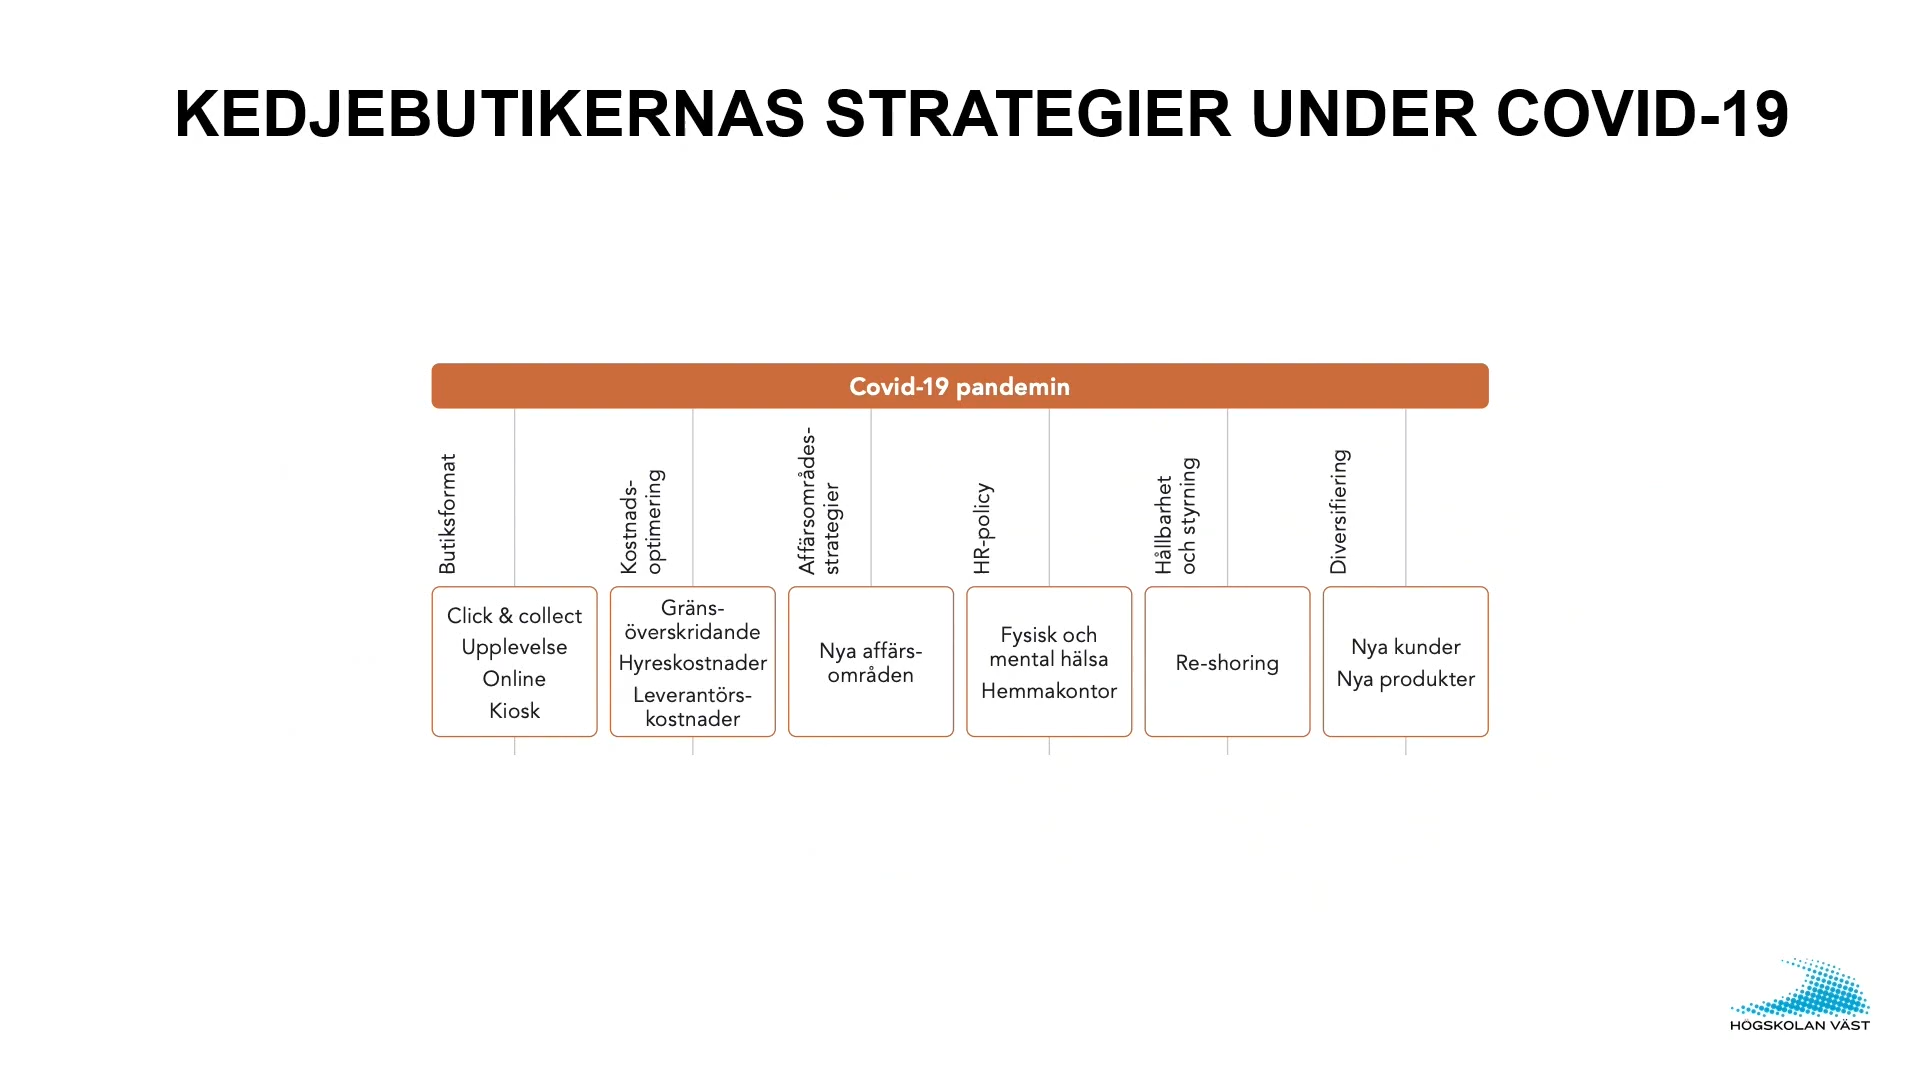 KEDJEBUTIKERNAS STRATEGIER UNDER COVID-19
Covid-19 pandemin
Butiksformat
Kostnads-
optimering
Affärsområdes-
strategier
HR-policy
Hållbarhet
och styrning
Diversifiering
Click & collect
Upplevelse
Online
Kiosk
Gräns-
överskridande
Hyreskostnader
Leverantörs-
kostnader
Nya affärs-
områden
Fysisk och
mental hälsa
Hemmakontor
Re-shoring
Nya kunder
Nya produkter
HÖGSKOLAN VÄST